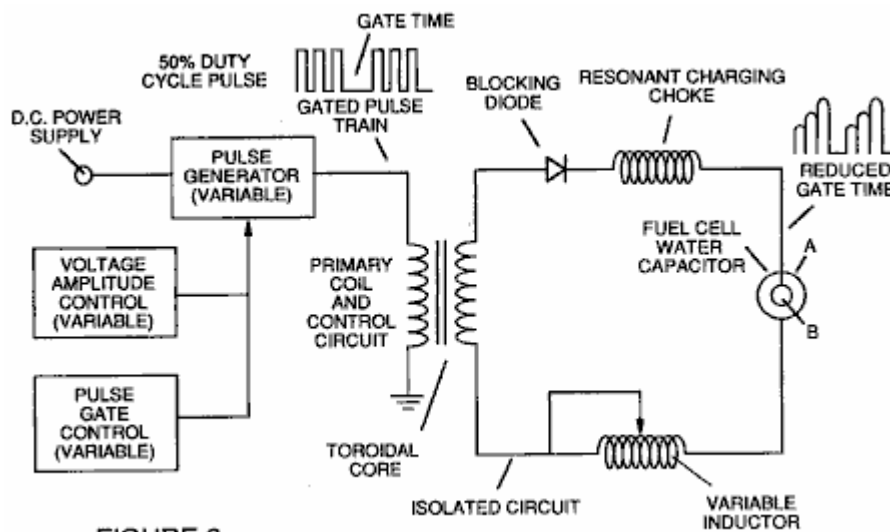 50% DUTY
CYCLE PULSE
GATE TIME
GATED PULSE
TRAIN
D.C. POWER
SUPPLY
PULSE
GENERATOR
(VARIABLE)
VOLTAGE
AMPLITUDE
CONTROL
(VARIABLE)
PULSE
GATE
CONTROL
(VARIABLE)
PRIMARY
COIL
AND
CONTROL
CIRCUIT
TOROIDAL
CORE
BLOCKING
DIODE
RESONANT CHARGING
CHOKE
REDUCED
GATE TIME
FUEL CELL
WATER
CAPACITOR
A
B
ISOLATED CIRCUIT
VARIABLE
INDUCTOR